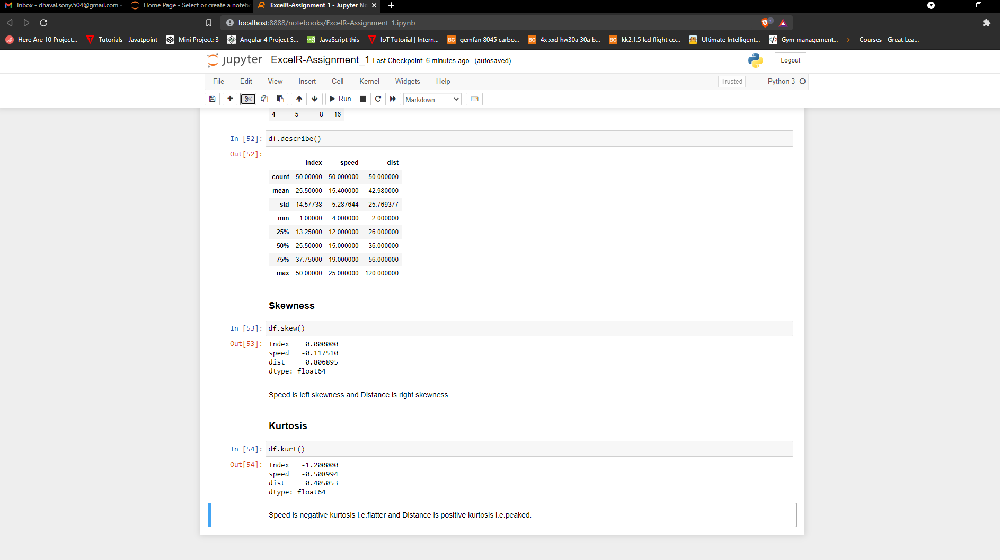 Inbox - dhaval.sony.504@gmail.com -
Home Page - Select or create a noteb
ExcelR-Assignment_1 - Jupyter No
localhost:8888/notebooks/ExcelR-Assignment_1.ipynb
1
Here Are 10 Project... Tutorials - Javatpoint Mini Project: 3 Angular 4 Project S... JavaScript this IoT Tutorial | Intern... BG gemfan 8045 carbo... BG 4x xxd hw30a 30a b... BG kk2.1.5 lcd flight co... Ultimate Intelligent... Gym management... Courses - Great Lea...
jupyter ExcelR-Assignment_1 Last Checkpoint: 6 minutes ago (autosaved) Logout
File Edit View Insert Cell Kernel Widgets Help Trusted Python 3
Run Markdown
4 5 8 16
In [52]: df.describe()
Out[52]:
Index speed dist
count 50.00000 50.000000 50.000000
mean 25.50000 15.400000 42.980000
std 14.57738 5.287644 25.769377
min 1.00000 4.000000 2.000000
25% 13.25000 12.000000 26.000000
50% 25.50000 15.000000 36.000000
75% 37.75000 19.000000 56.000000
max 50.00000 25.000000 120.000000
Skewness
In [53]: df.skew()
Out[53]: Index 0.000000
speed -0.117510
dist 0.806895
dtype: float64
Speed is left skewness and Distance is right skewness.
Kurtosis
In [54]: df.kurt()
Out[54]: Index -1.200000
speed -0.508994
dist 0.405053
dtype: float64
Speed is negative kurtosis i.e.flatter and Distance is positive kurtosis i.e.peaked.